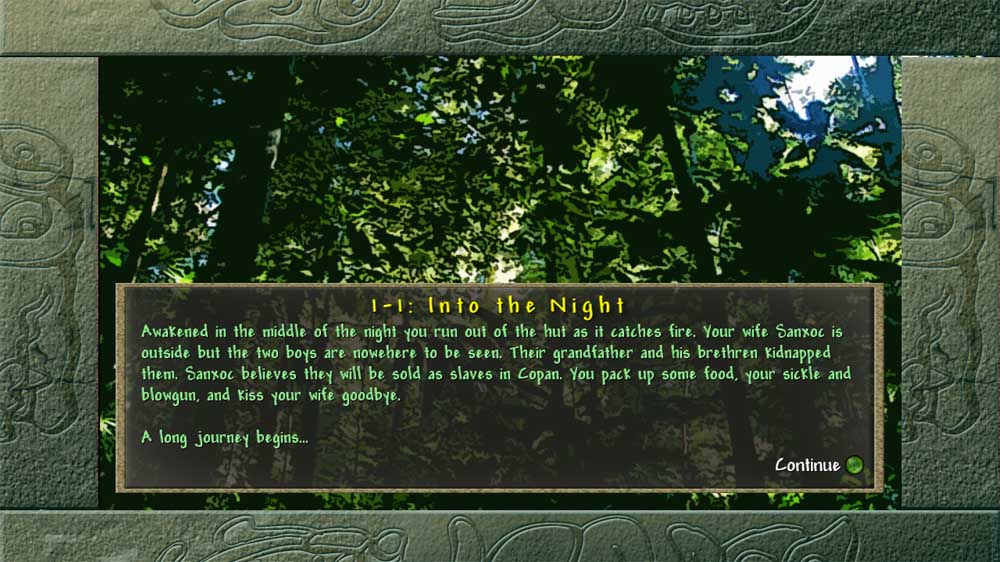 1-1: Into the Night
Awakened in the middle of the night you run out of the hut as it catches fire. Your wife Sanxoc is
outside but the two boys are nowhere to be seen. Their grandfather and his brethren kidnapped
them. Sanxoc believes they will be sold as slaves in Copan. You pack up some food, your sickle and
blowgun, and kiss your wife goodbye.
A long journey begins...
Continue